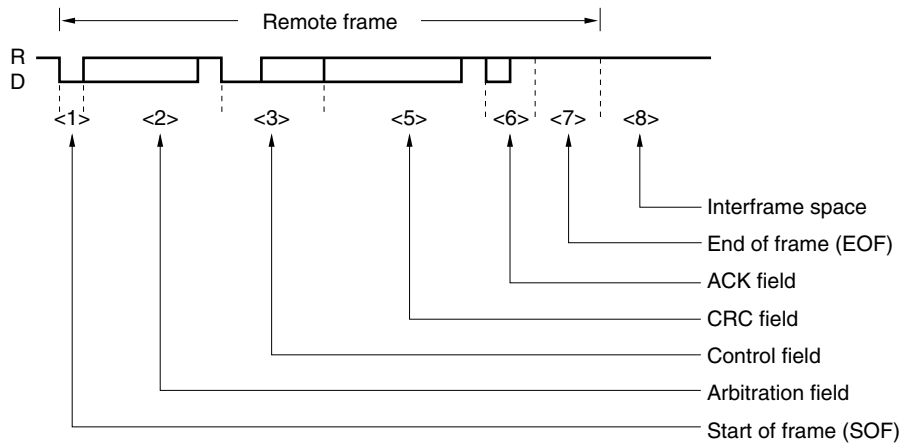 Remote frame
R
D
<1> <2> <3> <5> <6> <7> <8>
Interframe space
End of frame (EOF)
ACK field
CRC field
Control field
Arbitration field
Start of frame (SOF)